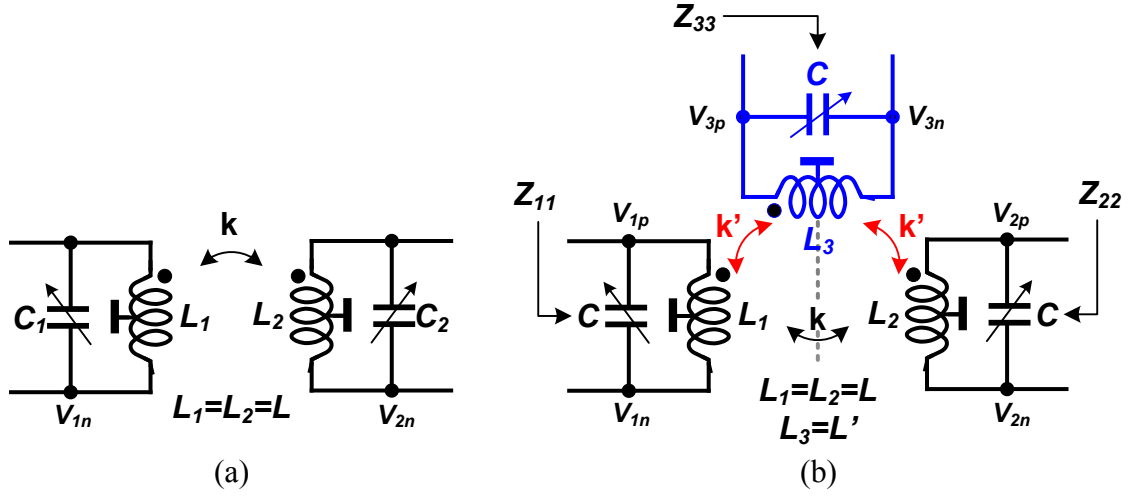 k
C1
L1
L2
C2
V1n
L1=L2=L
V2n
(a)
Z33
C
V3p
V3n
Z11
V1p
k’
L3
k’
V2p
Z22
C
L1
k
L2
C
V1n
L1=L2=L
L3=L’
V2n
(b)